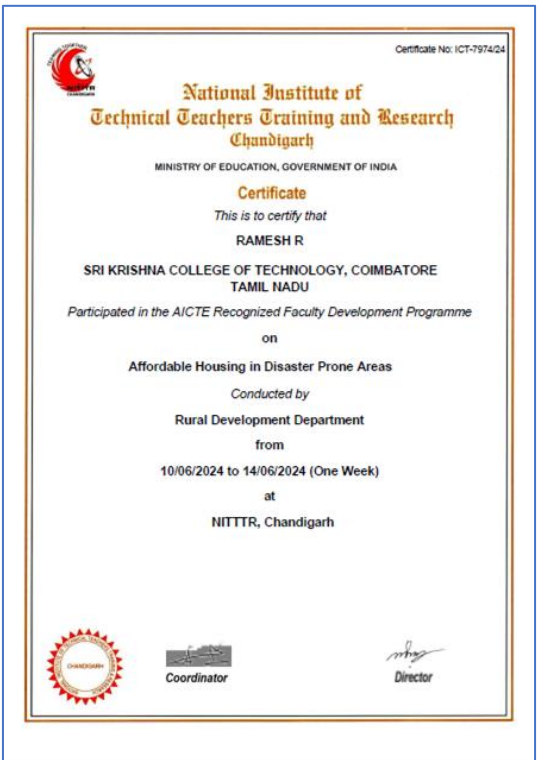 Certificate No: ICT-7974/24
NITTTR
CHANDIGARH
National Institute of
Technical Teachers Training and Research
Chandigarh
MINISTRY OF EDUCATION, GOVERNMENT OF INDIA
Certificate
This is to certify that
RAMESH R
SRI KRISHNA COLLEGE OF TECHNOLOGY, COIMBATORE
TAMIL NADU
Participated in the AICTE Recognized Faculty Development Programme
on
Affordable Housing in Disaster Prone Areas
Conducted by
Rural Development Department
from
10/06/2024 to 14/06/2024 (One Week)
at
NITTTR, Chandigarh
CHANDIGARH
Coordinator
Director